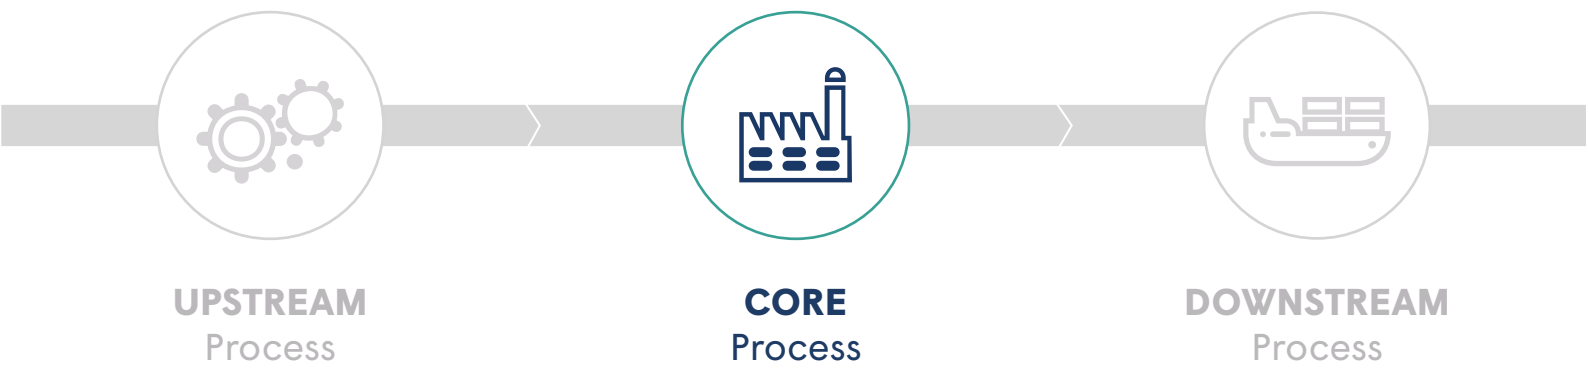 UPSTREAM
Process
CORE
Process
DOWNSTREAM
Process